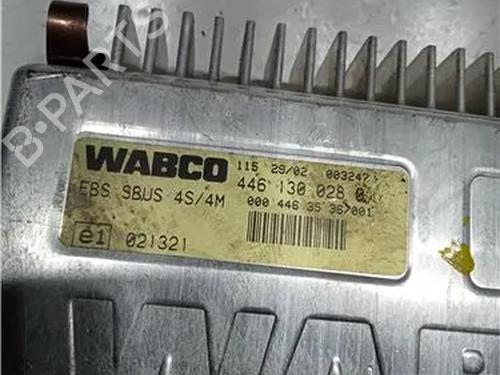 B-PARTS
WABCO 115 29/02 003247
446 130 028 0
EBS SBUS 4S/4M 000 446 35 36/001
e1 021321
WAB